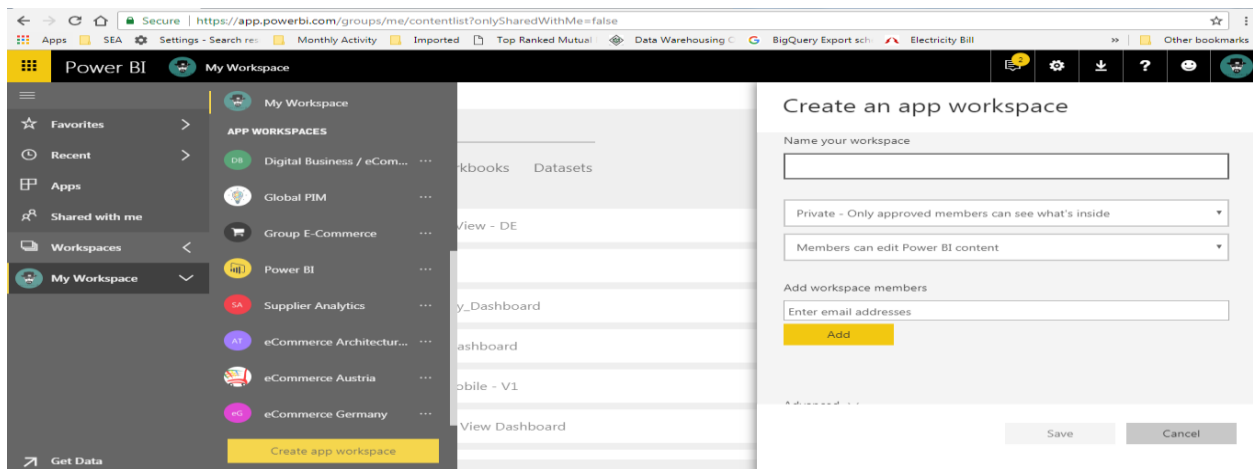 Secure | https://app.powerbi.com/groups/me/contentlist?onlySharedWithMe=false
Apps SEA Settings - Search res Monthly Activity Imported Top Ranked Mutual Data Warehousing C BigQuery Export sch Electricity Bill » Other bookmarks
Power BI My Workspace 2 ?
My Workspace
Favorites
Recent
Apps
Shared with me
Workspaces
My Workspace
Get Data
APP WORKSPACES
DB Digital Business / eCom... ...
Global PIM ...
Group E-Commerce ...
Power BI ...
SA Supplier Analytics ...
AT eCommerce Architectur... ...
eCommerce Austria ...
eG eCommerce Germany ...
Create app workspace
rkbooks Datasets
View - DE
y_Dashboard
ashboard
obile - V1
View Dashboard
Create an app workspace
Name your workspace
Private - Only approved members can see what's inside
Members can edit Power BI content
Add workspace members
Enter email addresses
Add
Save Cancel